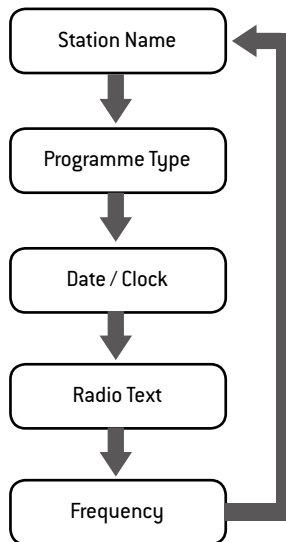 Station Name
Programme Type
Date / Clock
Radio Text
Frequency